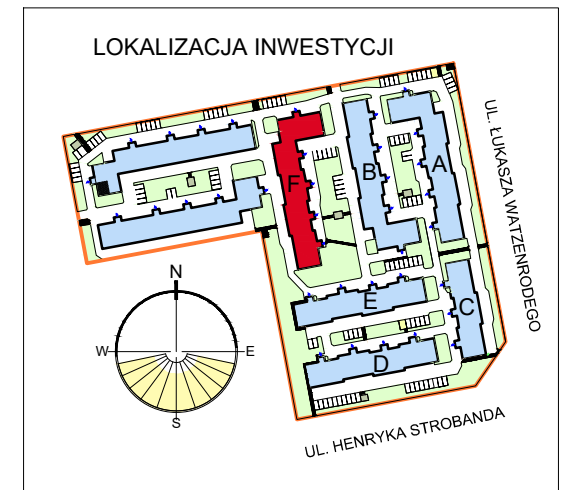 LOKALIZACJA INWESTYCJI
F
B
A
UL. ŁUKASZA WATZENRODEGO
N
E
C
W
E
D
S
UL. HENRYKA STROBANDA